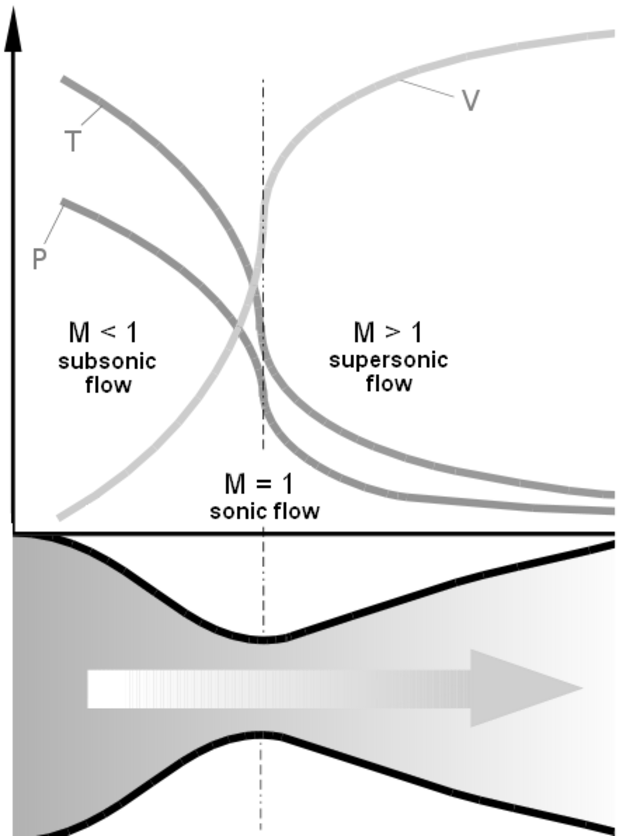 T
V
P
M < 1
subsonic
flow
M > 1
supersonic
flow
M = 1
sonic flow